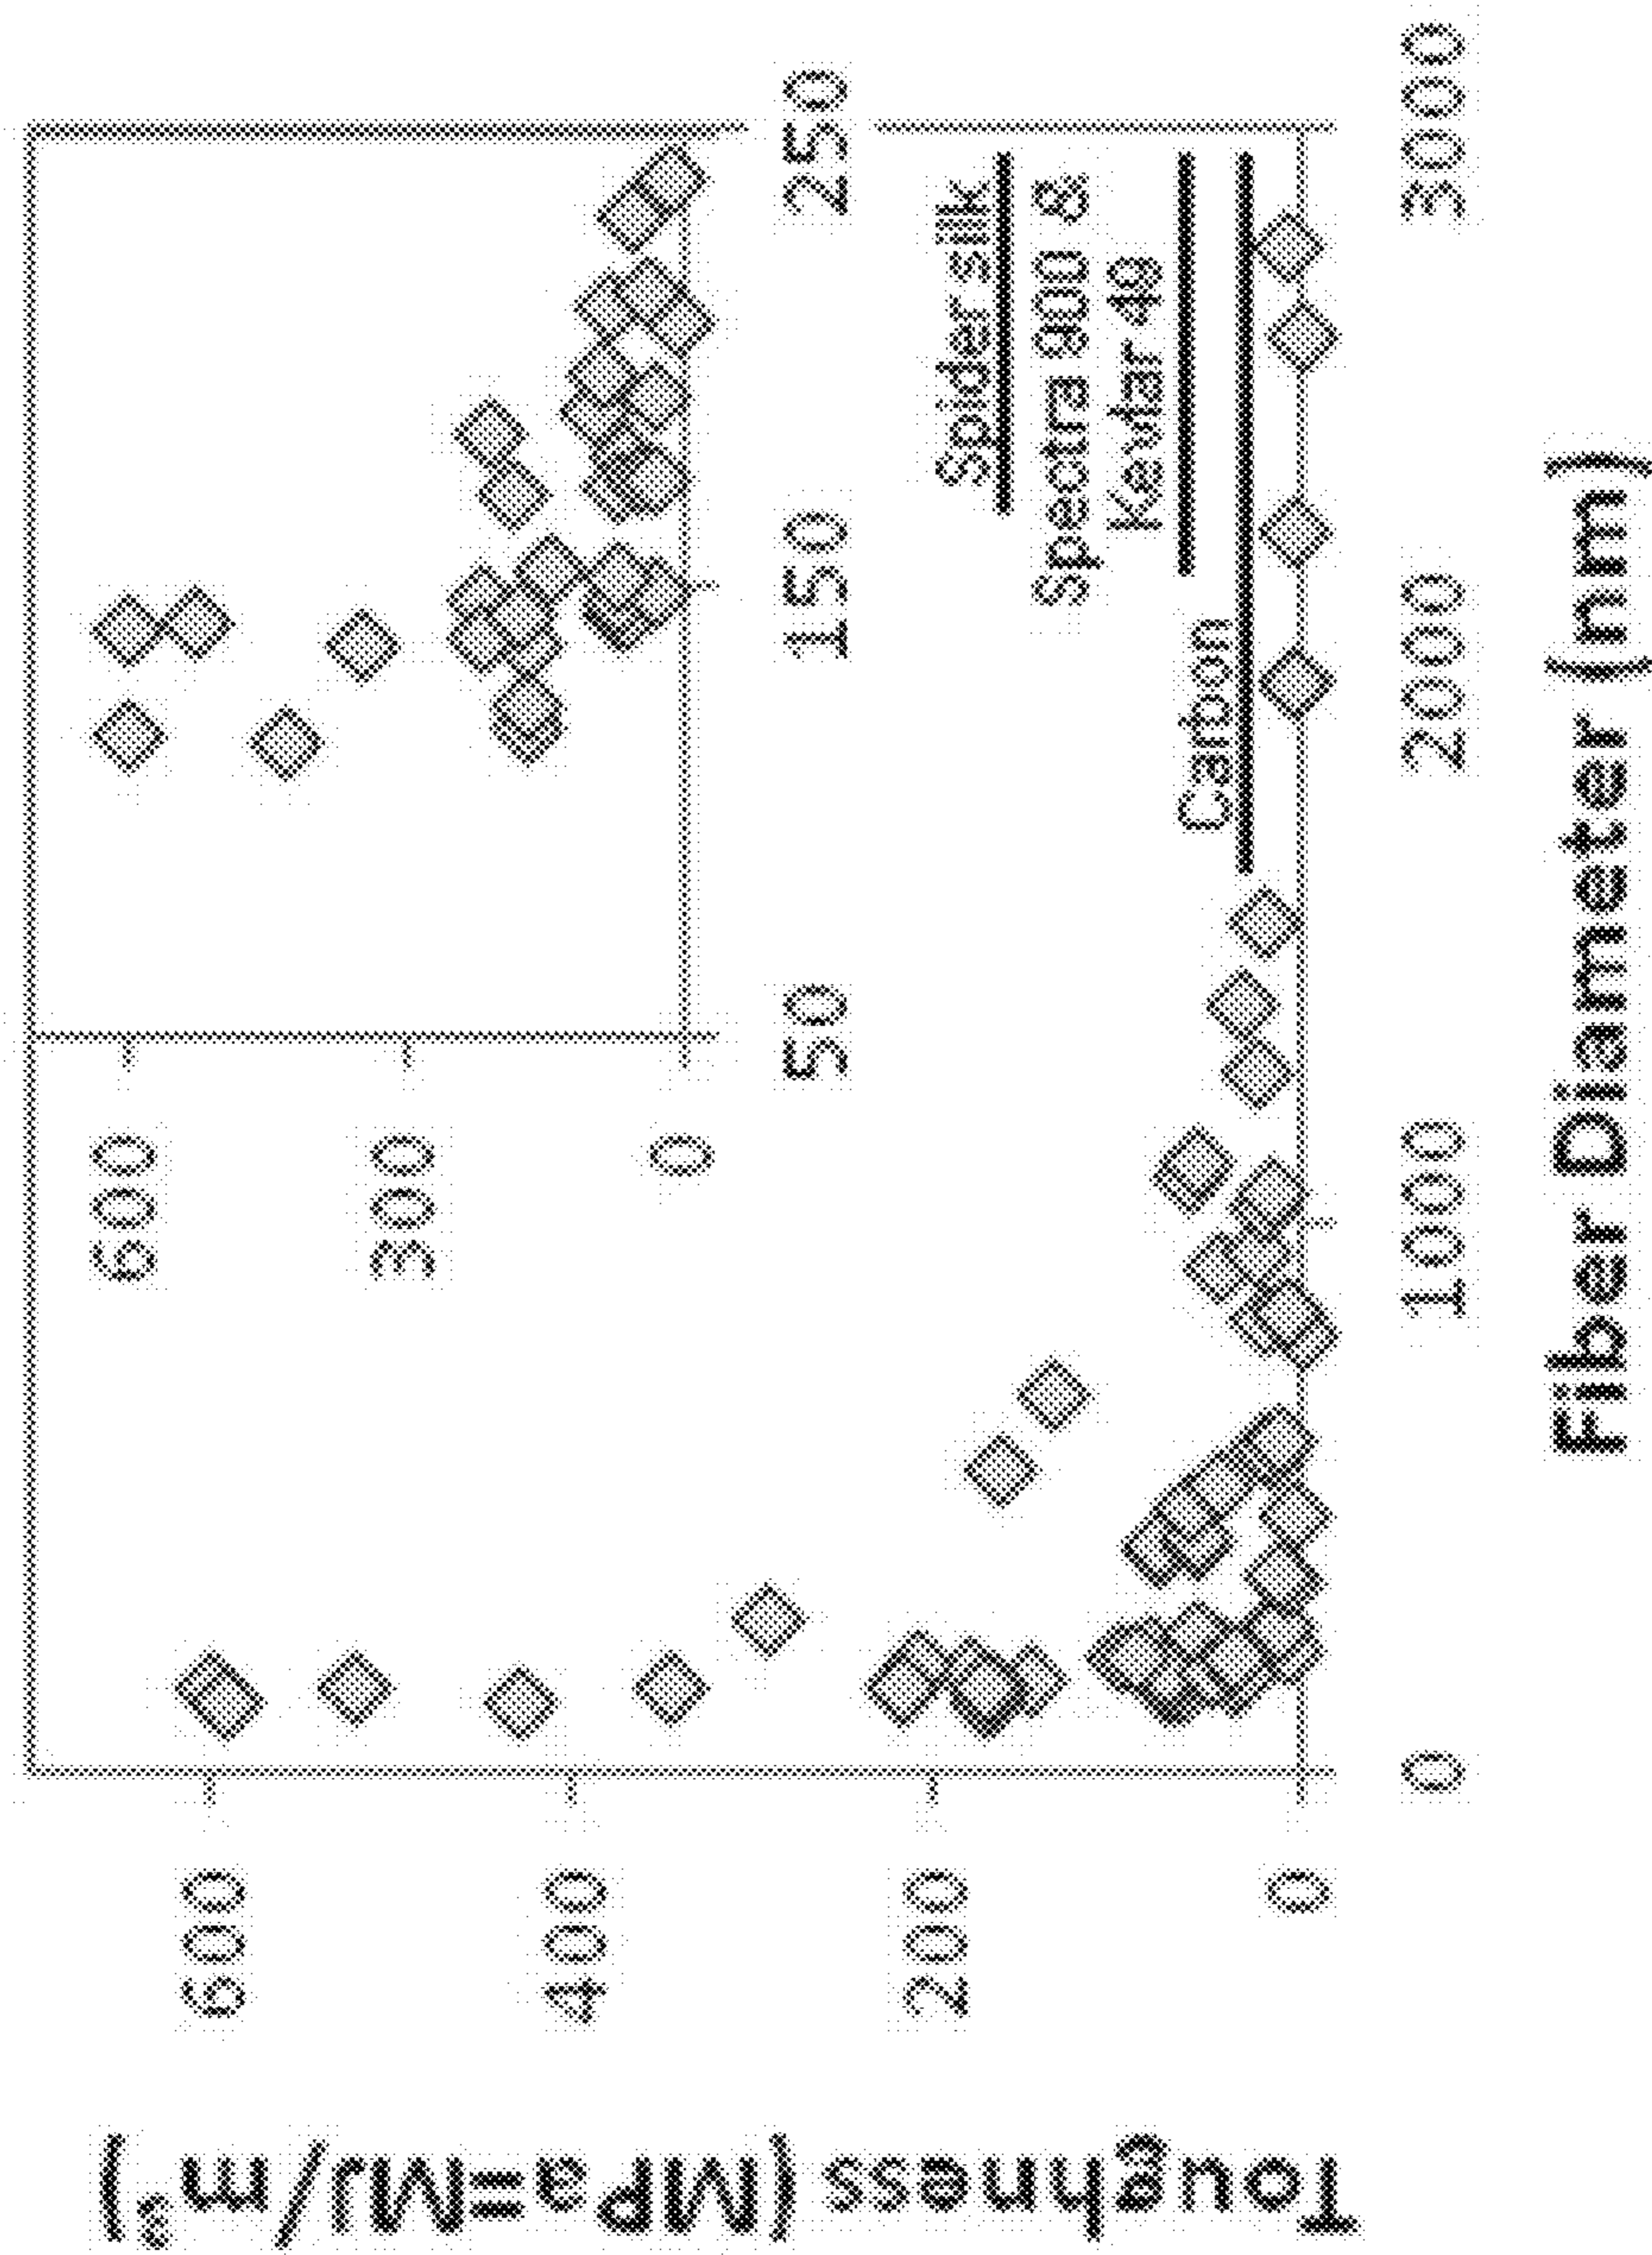 Toughness (MPa=MJ/m³)
600
400
200
0
600
300
0
50
150
250
Spider silk
Spectra 900 &
Kevlar 49
Carbon
0
1000
2000
3000
Fiber Diameter (nm)